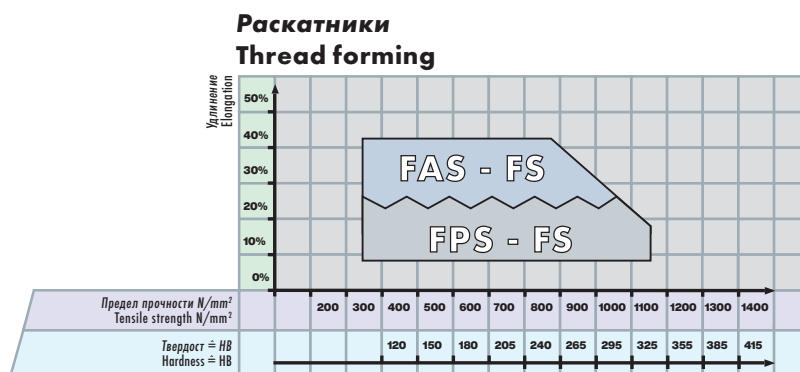 Раскатники
Thread forming
Удлинение
Elongation
50%
40%
30%
20%
10%
0%
FAS - FS
FPS - FS
Предел прочности N/mm²
Tensile strength N/mm²
200 300 400 500 600 700 800 900 1000 1100 1200 1300 1400
Твердост ≐ HB
Hardness ≐ HB
120 150 180 205 240 265 295 325 355 385 415